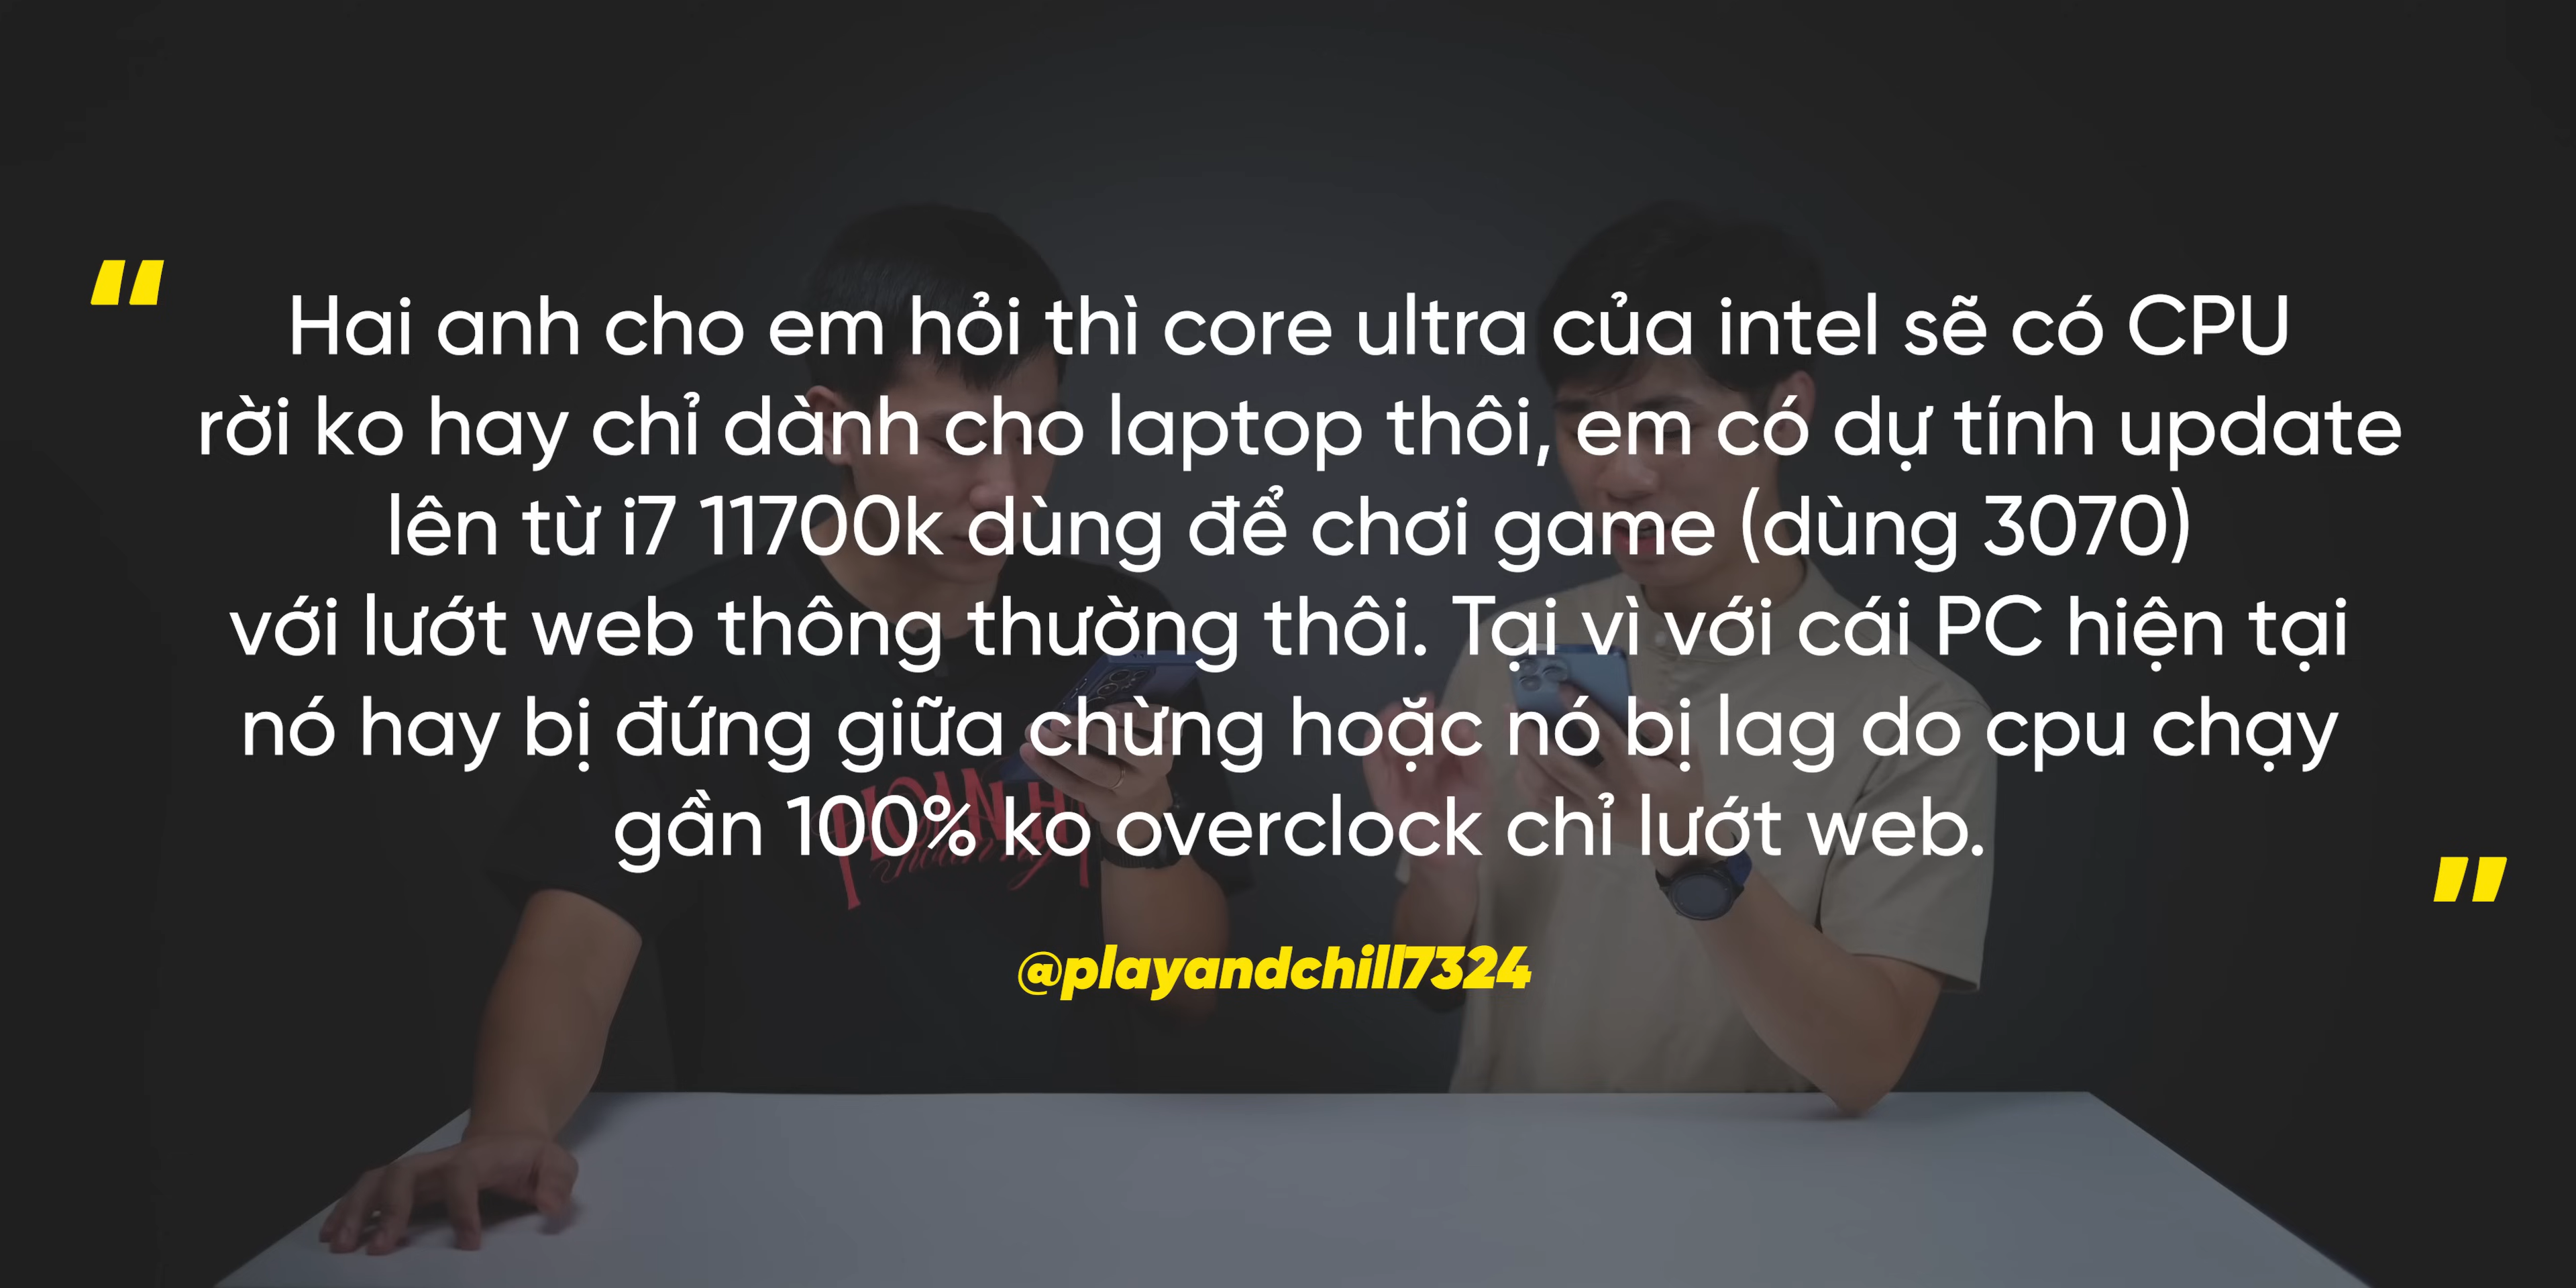 “
Hai anh cho em hỏi thì core ultra của intel sẽ có CPU
rời ko hay chỉ dành cho laptop thôi, em có dự tính update
lên từ i7 11700k dùng để chơi game (dùng 3070)
với lướt web thông thường thôi. Tại vì với cái PC hiện tại
nó hay bị đứng giữa chừng hoặc nó bị lag do cpu chạy
gần 100% ko overclock chỉ lướt web.
”
@playandchill7324